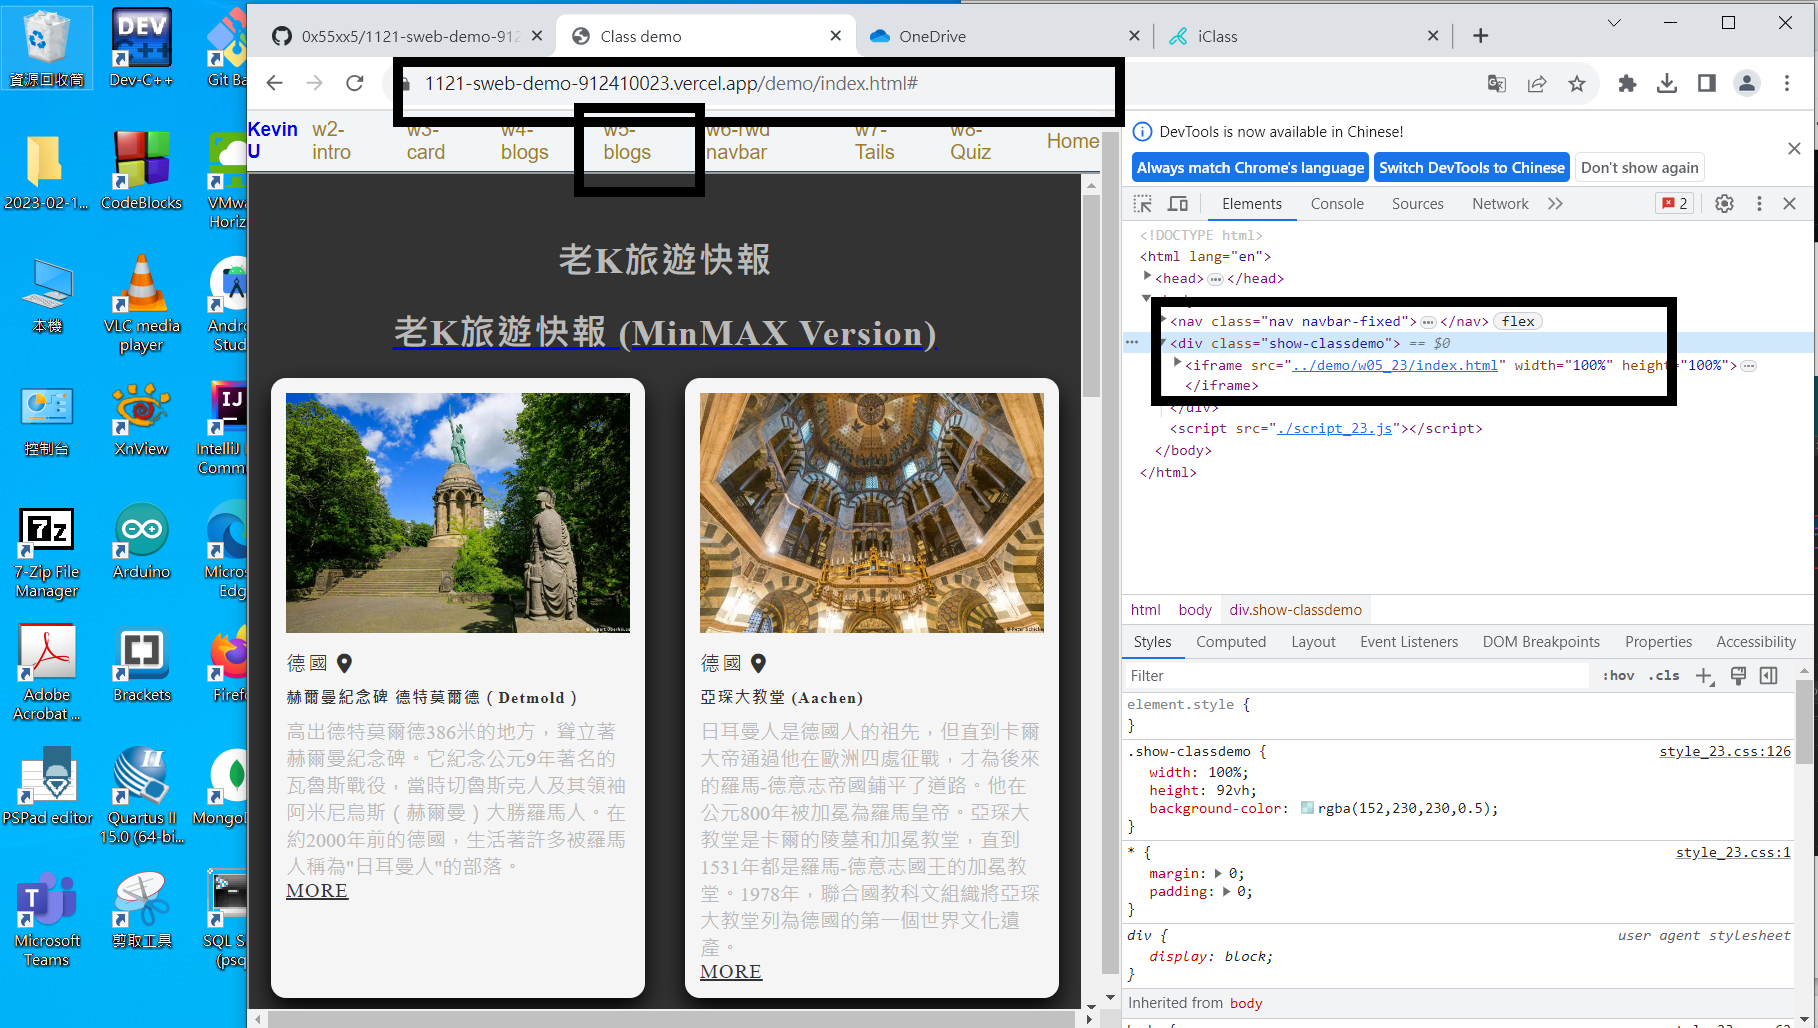 資源回收筒
Dev-C++
Git Ba
2023-02-1...
CodeBlocks
VMwa
Horiz
本機
VLC media
player
Andro
Stud
控制台
XnView
IntelliJ I
Commu
7-Zip File
Manager
Arduino
Micros
Edg
Adobe
Acrobat ...
Brackets
Firef
PSPad editor
Quartus II
15.0 (64-bi...
Mongo
Microsoft
Teams
剪取工具
SQL S
(psq
0x55xx5/1121-sweb-demo-912
Class demo
OneDrive
iClass
1121-sweb-demo-912410023.vercel.app/demo/index.html#
Kevin
U
w2-
intro
w3-
card
w4-
blogs
w5-
blogs
w6-rwd
navbar
w7-
Tails
w8-
Quiz
Home
老K旅遊快報
老K旅遊快報 (MinMAX Version)
德國
赫爾曼紀念碑 德特莫爾德 ( Detmold )
高出德特莫爾德386米的地方，聳立著
赫爾曼紀念碑。它紀念公元9年著名的
瓦魯斯戰役，當時切魯斯克人及其領袖
阿米尼烏斯 ( 赫爾曼 ) 大勝羅馬人。在
約2000年前的德國，生活著許多被羅馬
人稱為"日耳曼人"的部落。
MORE
德國
亞琛大教堂 (Aachen)
日耳曼人是德國人的祖先，但直到卡爾
大帝通過他在歐洲四處征戰，才為後來
的羅馬-德意志帝國鋪平了道路。他在
公元800年被加冕為羅馬皇帝。亞琛大
教堂是卡爾的陵墓和加冕教堂，直到
1531年都是羅馬-德意志國王的加冕教
堂。1978年，聯合國教科文組織將亞琛
大教堂列為德國的第一個世界文化遺
產。
MORE
DevTools is now available in Chinese!
Always match Chrome's language
Switch DevTools to Chinese
Don't show again
Elements
Console
Sources
Network
2
<!DOCTYPE html>
<html lang="en">
<head> ... </head>
<nav class="nav navbar-fixed"> ... </nav> flex
<div class="show-classdemo"> == $0
<iframe src="../demo/w05_23/index.html" width="100%" height="100%"> ...
</iframe>
</div>
<script src="./script_23.js"></script>
</body>
</html>
html
body
div.show-classdemo
Styles
Computed
Layout
Event Listeners
DOM Breakpoints
Properties
Accessibility
Filter
:hov
.cls
element.style {
}
.show-classdemo {
style_23.css:126
width: 100%;
height: 92vh;
background-color: rgba(152,230,230,0.5);
}
* {
style_23.css:1
margin: 0;
padding: 0;
}
div {
user agent stylesheet
display: block;
}
Inherited from body